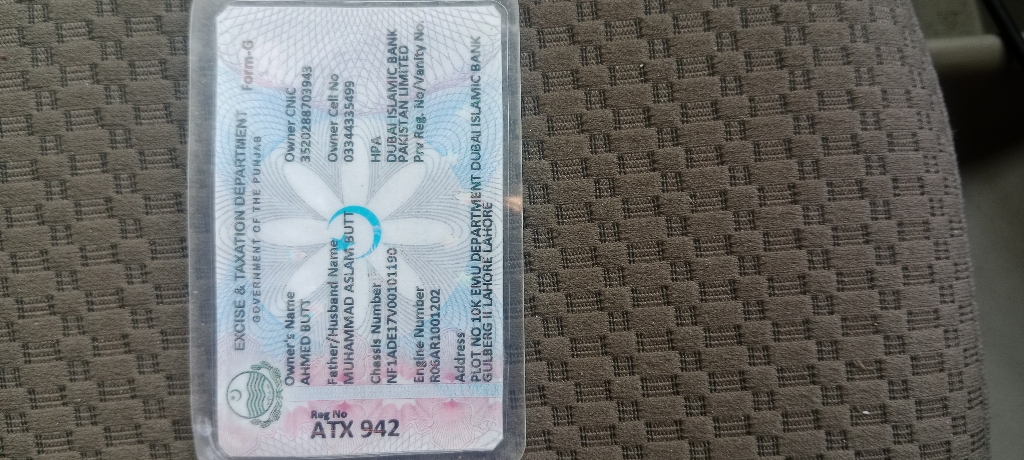 EXCISE & TAXATION DEPARTMENT
GOVERNMENT OF THE PUNJAB
Form-G
Owner's Name
AHMED BUTT
Owner CNIC
3520288703943
Father/Husband Name
MUHAMMAD ASLAM BUTT
Owner Cell No
03344335499
Chassis Number
NF1ADE17V00101190
HPA
DUBAI ISLAMIC BANK
PAKISTAN LIMITED
Engine Number
R06AR1001202
Prv Reg. No/Vanity No.
Address
PLOT NO 10K EMU DEPARTMENT DUBAI ISLAMIC BANK
GULBERG II LAHORE LAHORE
Reg No
ATX 942